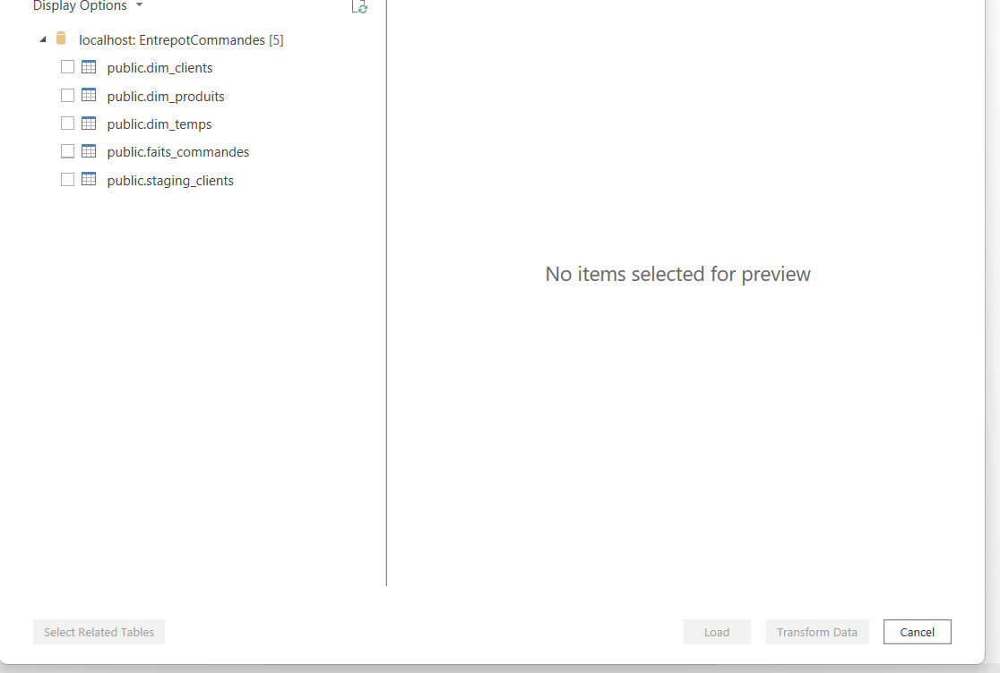 Display Options
localhost: EntrepotCommandes [5]
public.dim_clients
public.dim_produits
public.dim_temps
public.faits_commandes
public.staging_clients
No items selected for preview
Select Related Tables
Load
Transform Data
Cancel